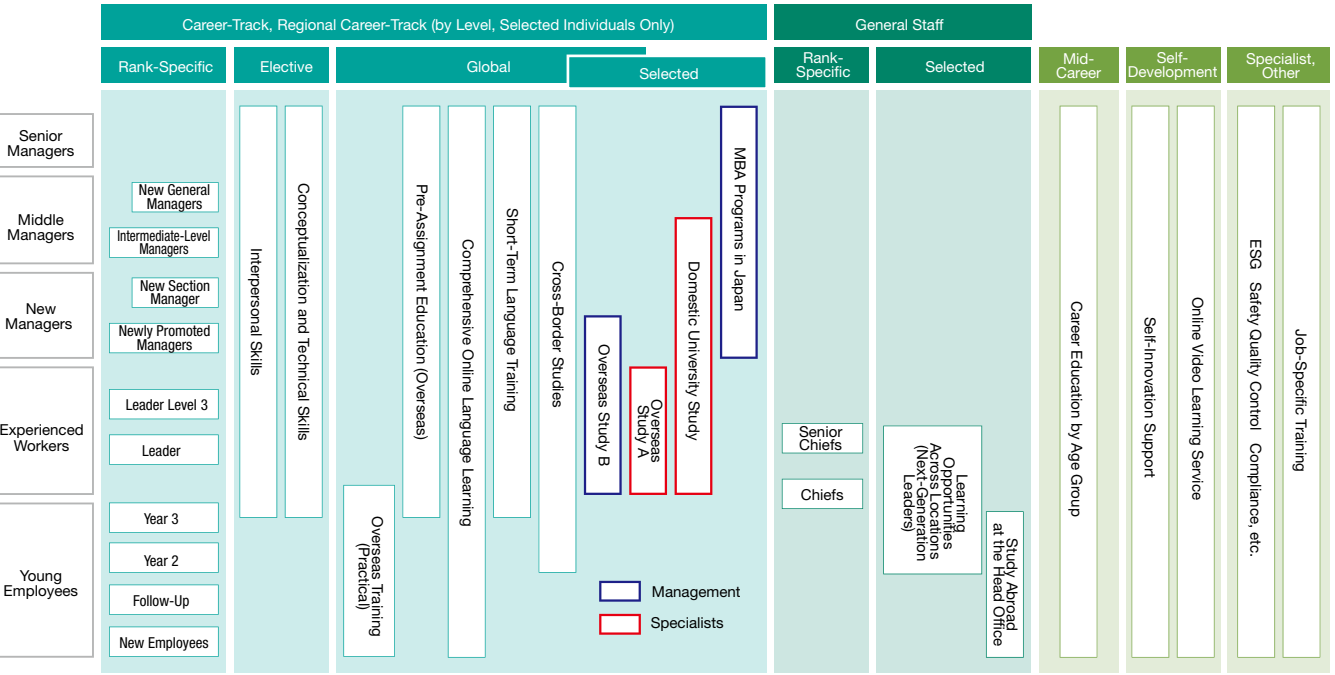 Career-Track, Regional Career-Track (by Level, Selected Individuals Only)
General Staff
Rank-Specific
Elective
Global
Selected
Rank-
Specific
Selected
Mid-
Career
Self-
Development
Specialist,
Other
Senior
Managers
Middle
Managers
New
Managers
Experienced
Workers
Young
Employees
New General
Managers
Intermediate-Level
Managers
New Section
Manager
Newly Promoted
Managers
Leader Level 3
Leader
Year 3
Year 2
Follow-Up
New Employees
Interpersonal Skills
Conceptualization and Technical Skills
Overseas Training
(Practical)
Pre-Assignment Education (Overseas)
Comprehensive Online Language Learning
Short-Term Language Training
Cross-Border Studies
Overseas Study B
Overseas
Study A
Domestic University Study
MBA Programs in Japan
Management
Specialists
Senior
Chiefs
Chiefs
Learning
Opportunities
Across Locations
(Next-Generation
Leaders)
Study Abroad
at the Head Office
Career Education by Age Group
Self-Innovation Support
Online Video Learning Service
ESG Safety Quality Control Compliance, etc.
Job-Specific Training